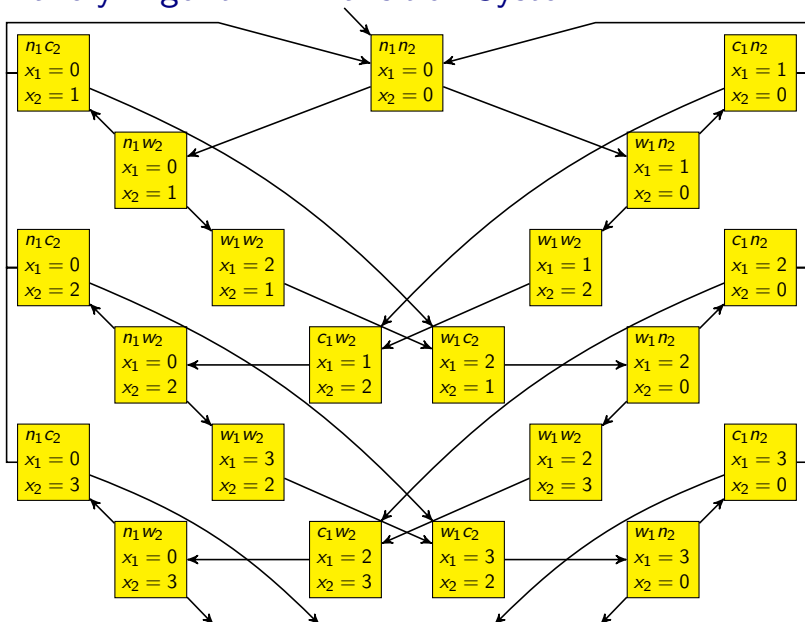 n₁c₂
x₁ = 0
x₂ = 1
n₁n₂
x₁ = 0
x₂ = 0
c₁n₂
x₁ = 1
x₂ = 0
n₁w₂
x₁ = 0
x₂ = 1
w₁n₂
x₁ = 1
x₂ = 0
n₁c₂
x₁ = 0
x₂ = 2
w₁w₂
x₁ = 2
x₂ = 1
w₁w₂
x₁ = 1
x₂ = 2
c₁n₂
x₁ = 2
x₂ = 0
n₁w₂
x₁ = 0
x₂ = 2
c₁w₂
x₁ = 1
x₂ = 2
w₁c₂
x₁ = 2
x₂ = 1
w₁n₂
x₁ = 2
x₂ = 0
n₁c₂
x₁ = 0
x₂ = 3
w₁w₂
x₁ = 3
x₂ = 2
w₁w₂
x₁ = 2
x₂ = 3
c₁n₂
x₁ = 3
x₂ = 0
n₁w₂
x₁ = 0
x₂ = 3
c₁w₂
x₁ = 2
x₂ = 3
w₁c₂
x₁ = 3
x₂ = 2
w₁n₂
x₁ = 3
x₂ = 0